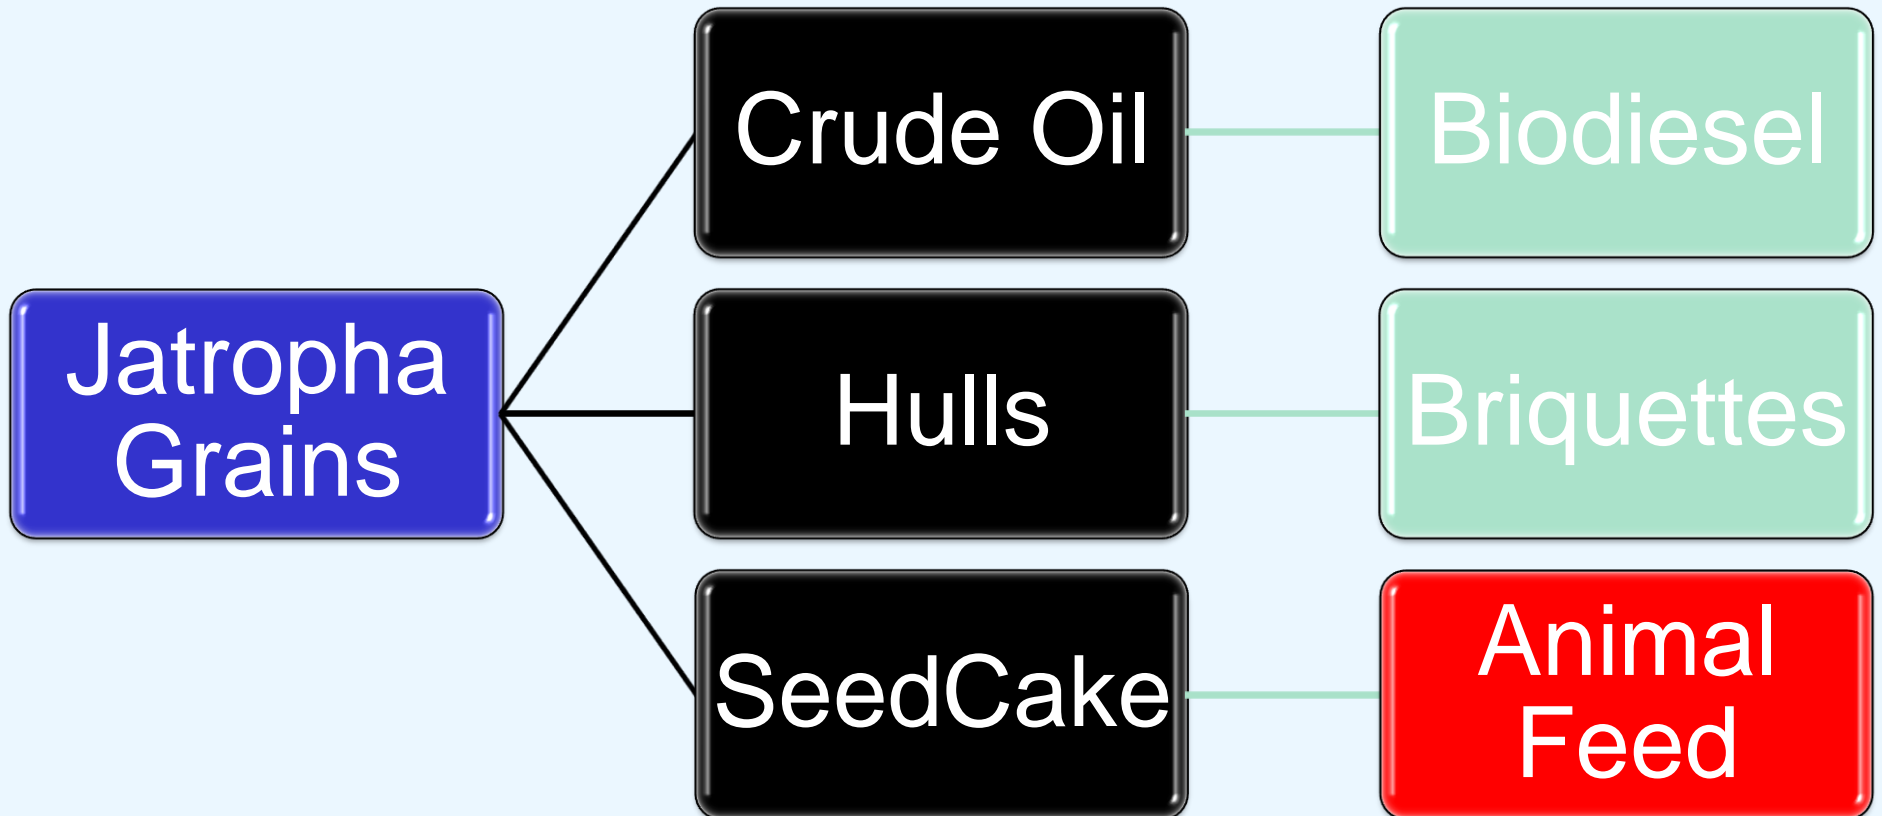 Jatropha
Grains
Crude Oil
Biodiesel
Hulls
Briquettes
SeedCake
Animal
Feed